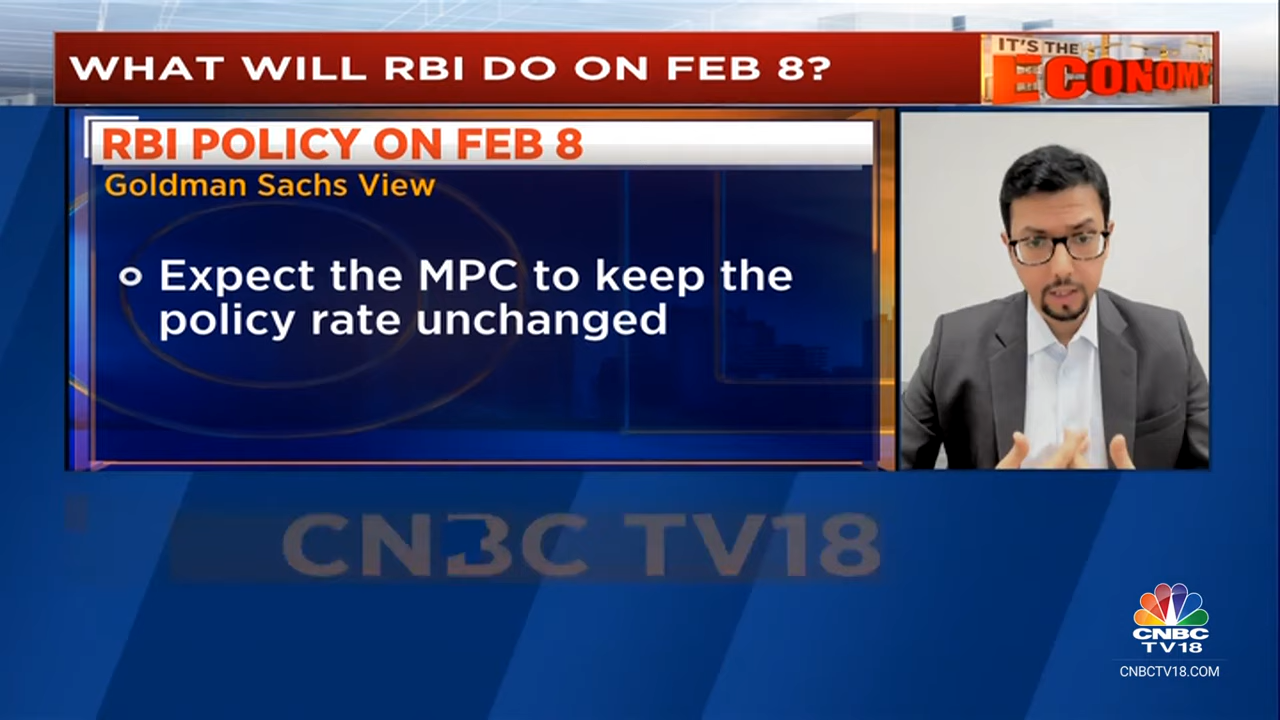 WHAT WILL RBI DO ON FEB 8?
IT'S THE
ECONOMY
RBI POLICY ON FEB 8
Goldman Sachs View
Expect the MPC to keep the
policy rate unchanged
CNBC TV18
CNBC
TV18
CNBCTV18.COM